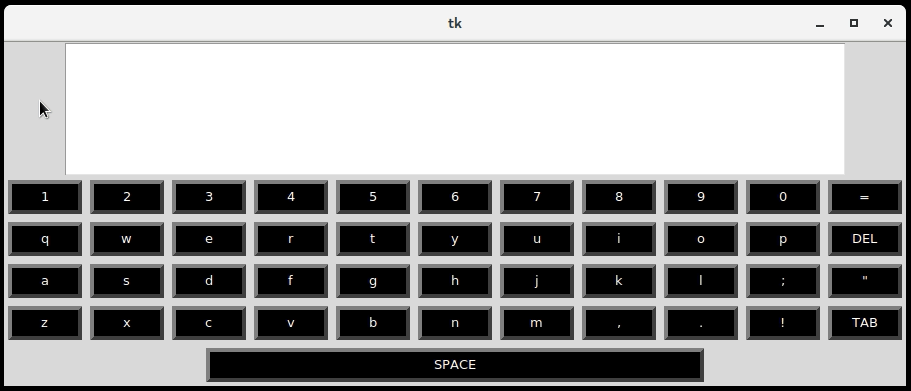 tk
1 2 3 4 5 6 7 8 9 0 =
q w e r t y u i o p DEL
a s d f g h j k l ; "
z x c v b n m , . ! TAB
SPACE